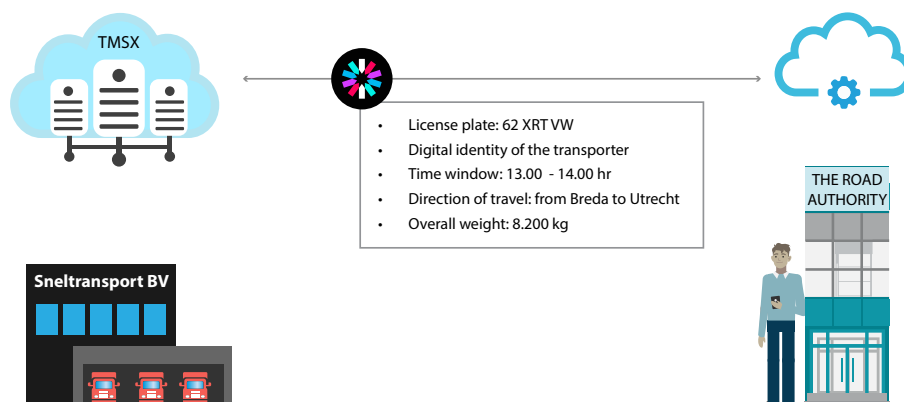 TMSX
• License plate: 62 XRT VW
• Digital identity of the transporter
• Time window: 13.00 - 14.00 hr
• Direction of travel: from Breda to Utrecht
• Overall weight: 8.200 kg
THE ROAD
AUTHORITY
Sneltransport BV